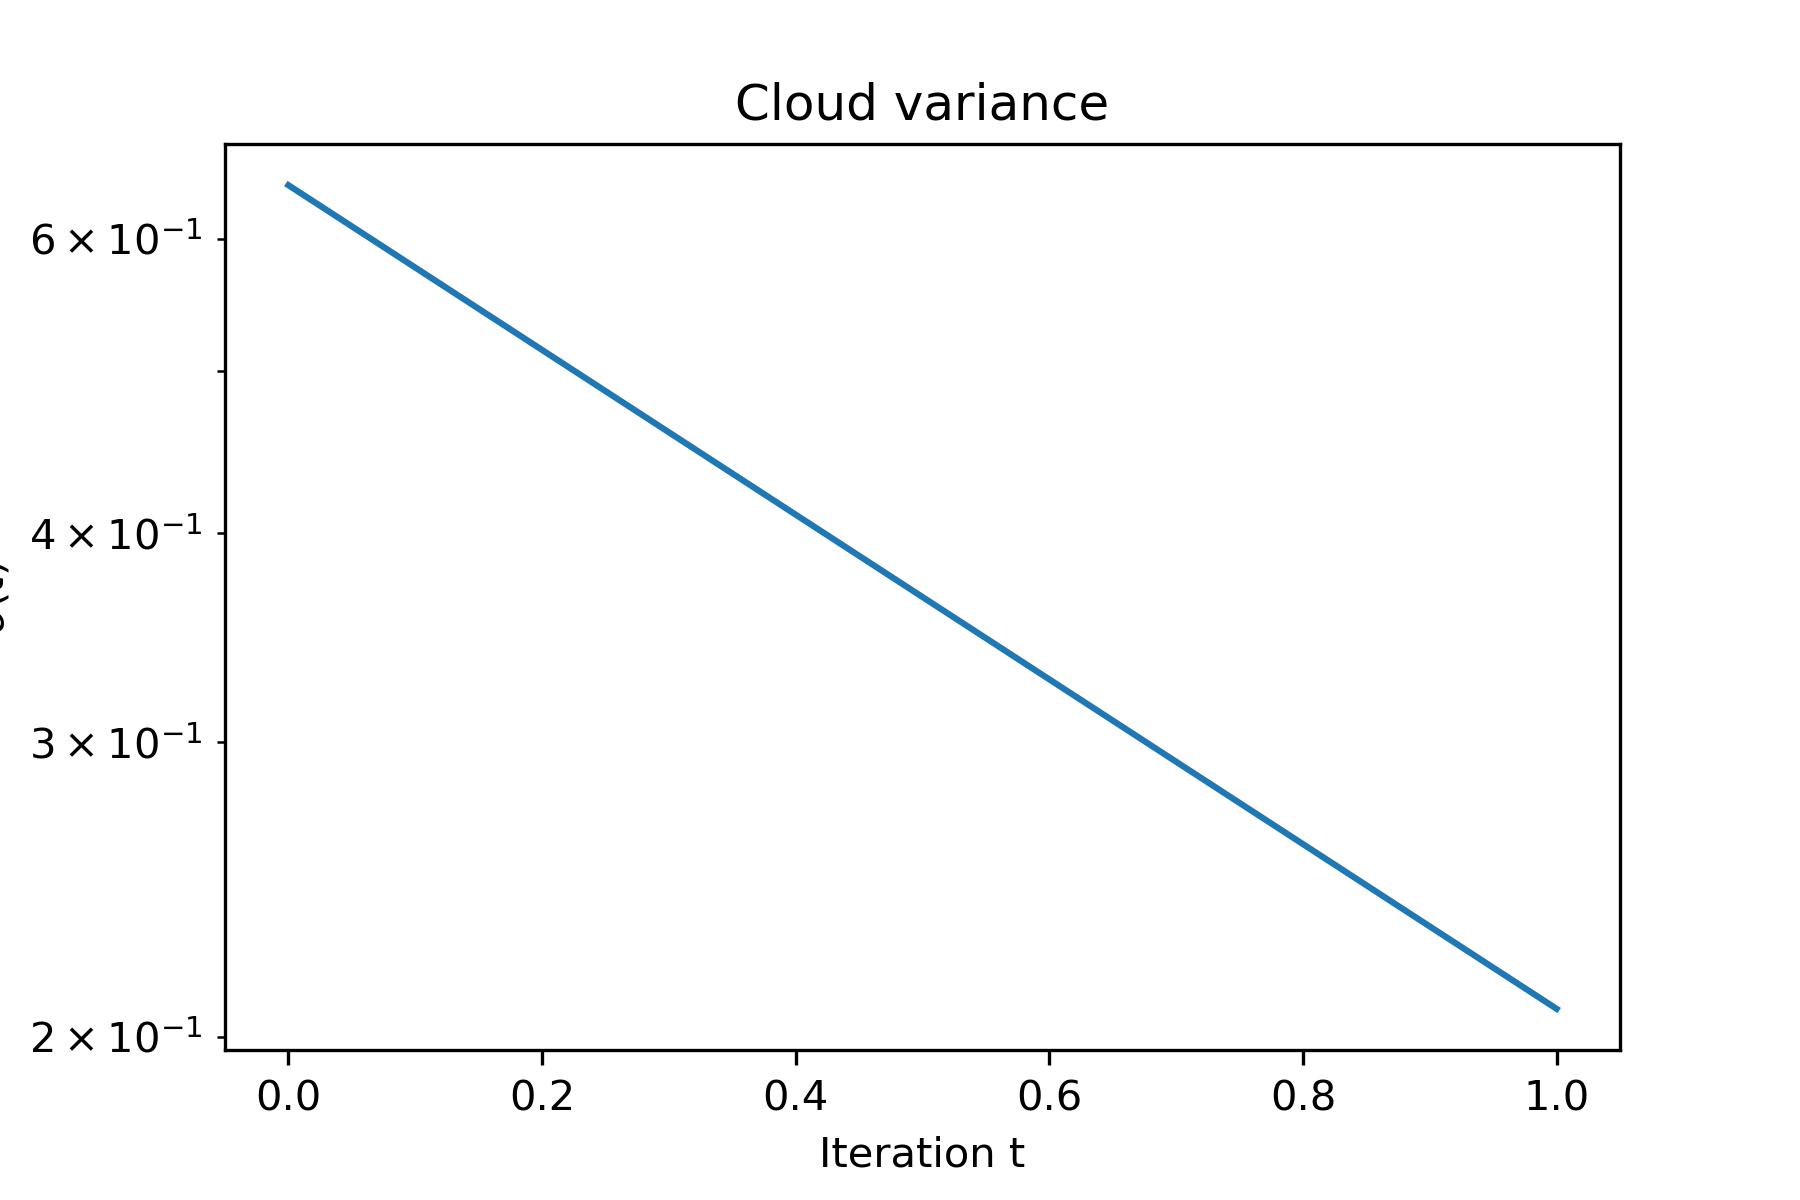 Cloud variance
6 × 10⁻¹
4 × 10⁻¹
3 × 10⁻¹
2 × 10⁻¹
0.0 0.2 0.4 0.6 0.8 1.0
Iteration t